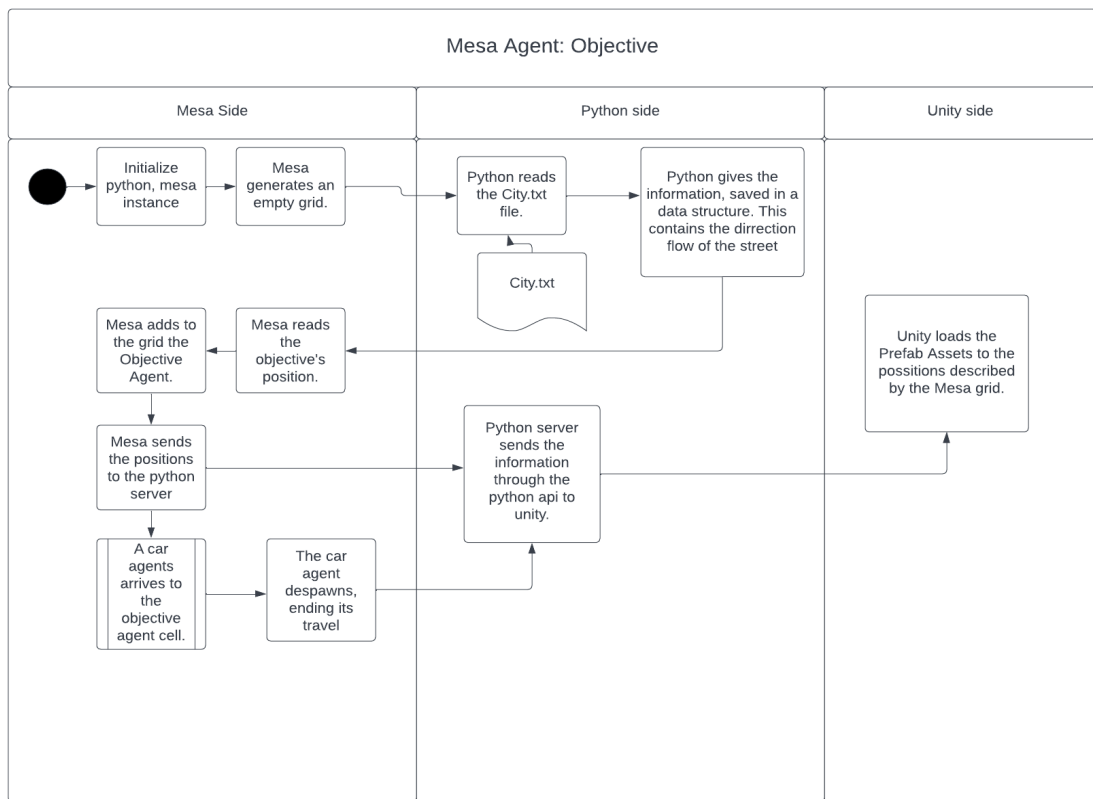 Mesa Agent: Objective
Mesa Side
Python side
Unity side
Initialize
python, mesa
instance
Mesa
generates an
empty grid.
Python reads
the City.txt
file.
Python gives the
information, saved in a
data structure. This
contains the dirrection
flow of the street
City.txt
Mesa adds to
the grid the
Objective
Agent.
Mesa reads
the
objective's
position.
Unity loads the
Prefab Assets to the
possitions described
by the Mesa grid.
Mesa sends
the positions
to the python
server
Python server
sends the
information
through the
python api to
unity.
A car
agents
arrives to
the
objective
agent cell.
The car
agent
despawns,
ending its
travel